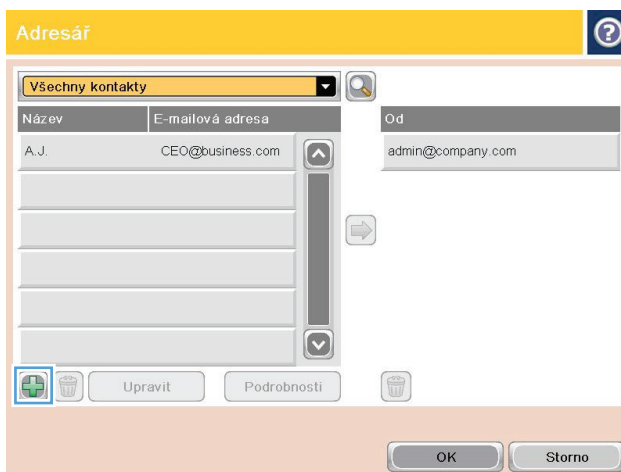 Adresář
?
Všechny kontakty
Název E-mailová adresa Od
A.J. CEO@business.com admin@company.com
Upravit Podrobnosti
OK Storno